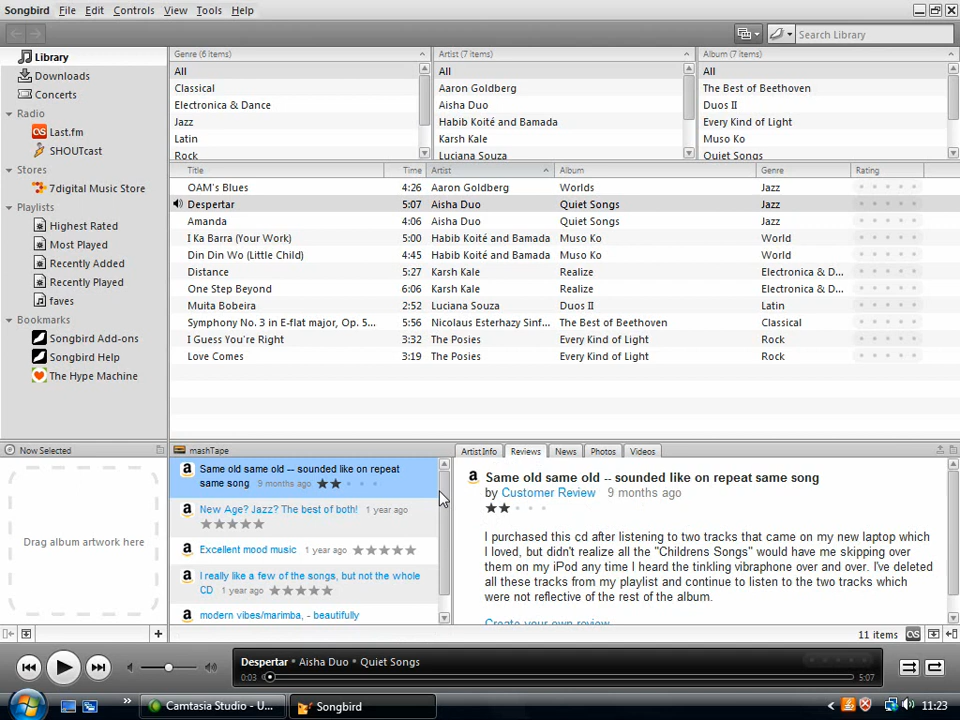 Songbird File Edit Controls View Tools Help
Search Library
Library
Downloads
Concerts
Radio
Last.fm
SHOUTcast
Stores
7digital Music Store
Playlists
Highest Rated
Most Played
Recently Added
Recently Played
faves
Bookmarks
Songbird Add-ons
Songbird Help
The Hype Machine
Genre (6 items)
All
Classical
Electronica & Dance
Jazz
Latin
Rock
Artist (7 items)
All
Aaron Goldberg
Aisha Duo
Habib Koité and Bamada
Karsh Kale
Luciana Souza
Album (7 items)
All
The Best of Beethoven
Duos II
Every Kind of Light
Muso Ko
Quiet Songs
Title Time Artist Album Genre Rating
OAM's Blues 4:26 Aaron Goldberg Worlds Jazz
Despertar 5:07 Aisha Duo Quiet Songs Jazz
Amanda 4:06 Aisha Duo Quiet Songs Jazz
I Ka Barra (Your Work) 5:00 Habib Koité and Bamada Muso Ko World
Din Din Wo (Little Child) 4:45 Habib Koité and Bamada Muso Ko World
Distance 5:27 Karsh Kale Realize Electronica & D...
One Step Beyond 6:06 Karsh Kale Realize Electronica & D...
Muita Bobeira 2:52 Luciana Souza Duos II Latin
Symphony No. 3 in E-flat major, Op. 5... 5:56 Nicolaus Esterhazy Sinf... The Best of Beethoven Classical
I Guess You're Right 3:32 The Posies Every Kind of Light Rock
Love Comes 3:19 The Posies Every Kind of Light Rock
Now Selected
Drag album artwork here
mashTape
Artist Info Reviews News Photos Videos
Same old same old -- sounded like on repeat
same song 9 months ago
New Age? Jazz? The best of both! 1 year ago
Excellent mood music 1 year ago
I really like a few of the songs, but not the whole
CD 1 year ago
modern vibes/marimba, - beautifully
Same old same old -- sounded like on repeat same song
by Customer Review 9 months ago
I purchased this cd after listening to two tracks that came on my new laptop which
I loved, but didn't realize all the "Childrens Songs" would have me skipping over
them on my iPod any time I heard the tinkling vibraphone over and over. I've deleted
all these tracks from my playlist and continue to listen to the two tracks which
were not reflective of the rest of the album.
Create your own review
11 items
Despertar • Aisha Duo • Quiet Songs
0:03 5:07
Camtasia Studio - U...
Songbird
11:23